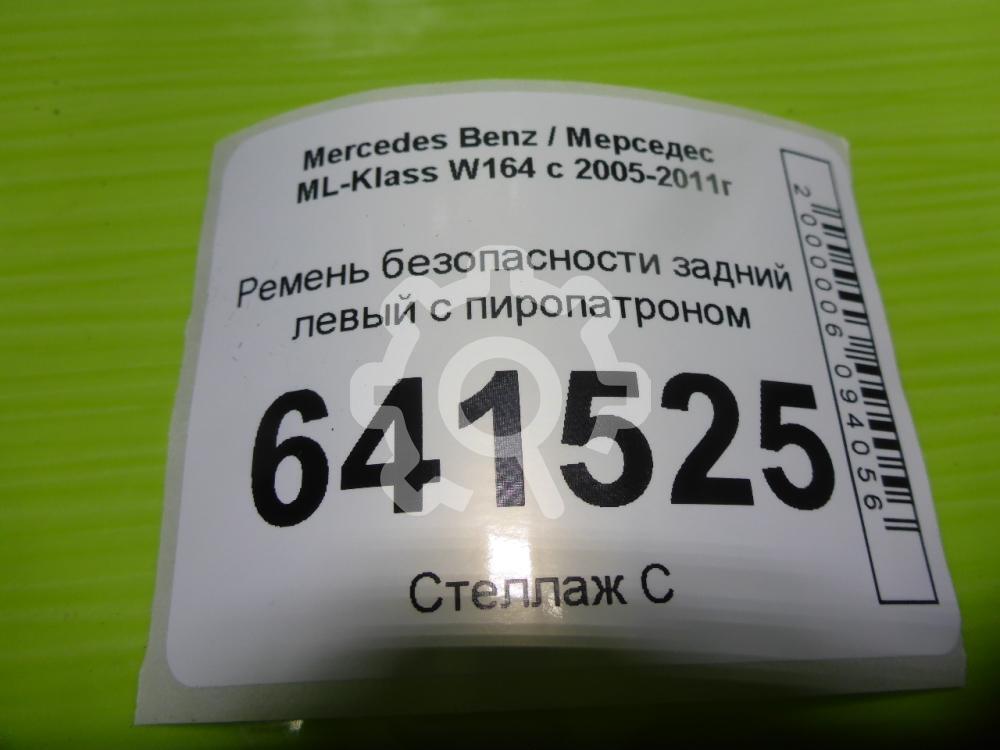 Mercedes Benz / Мерседес
ML-Klass W164 с 2005-2011г
Ремень безопасности задний
левый с пиропатроном
641525
Стеллаж С
2000006094056